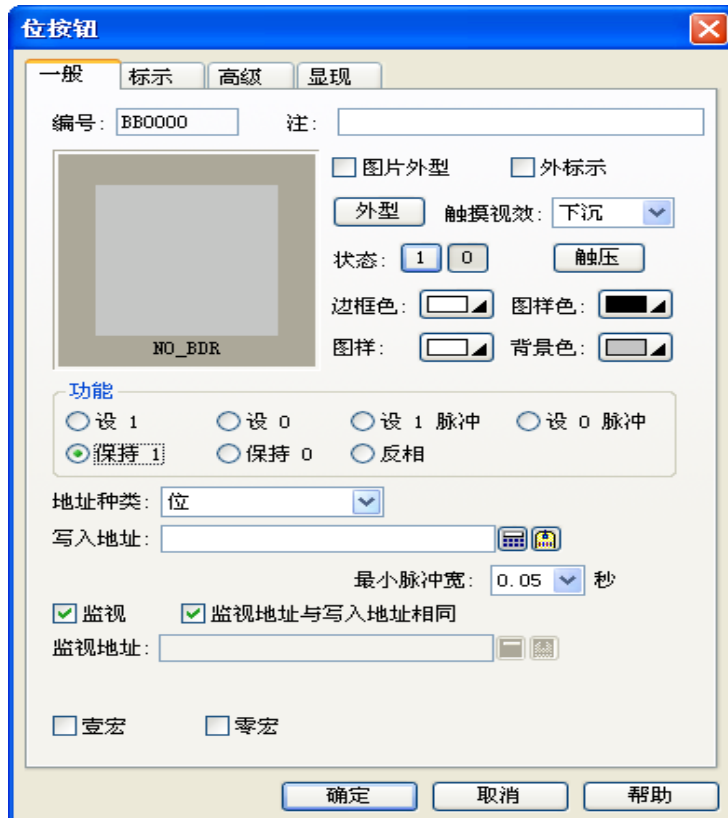 位按钮
一般 标示 高级 显现
编号: BB0000 注:
图片外型 外标示
外型 触摸视效: 下沉
状态: 1 0 触压
边框色: 图样色:
NO_BDR
图样: 背景色:
功能
设 1 设 0 设 1 脉冲 设 0 脉冲
保持 1 保持 0 反相
地址种类: 位
写入地址:
最小脉冲宽: 0.05 秒
监视 监视地址与写入地址相同
监视地址:
壹宏 零宏
确定 取消 帮助